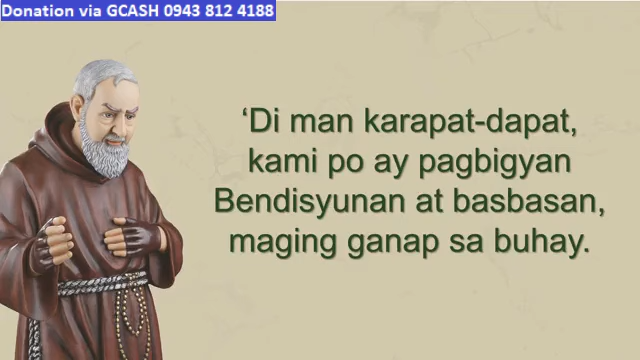 Donation via GCASH 0943 812 4188
‘Di man karapat-dapat,
kami po ay pagbigyan
Bendisyunan at basbasan,
maging ganap sa buhay.